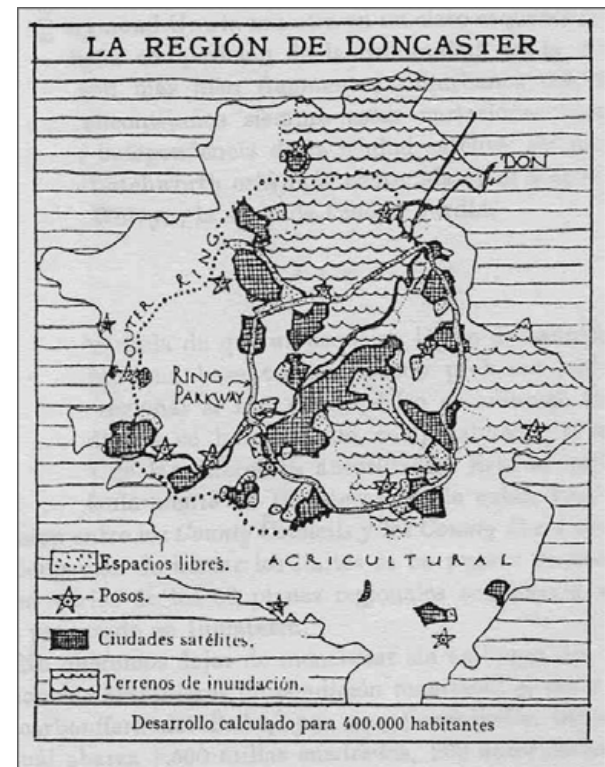 LA REGIÓN DE DONCASTER
DON
OUTER RING
RING
PARKWAY
AGRICULTURAL
Espacios libres.
Posos.
Ciudades satélites,
Terrenos de inundación.
Desarrollo calculado para 400.000 habitantes